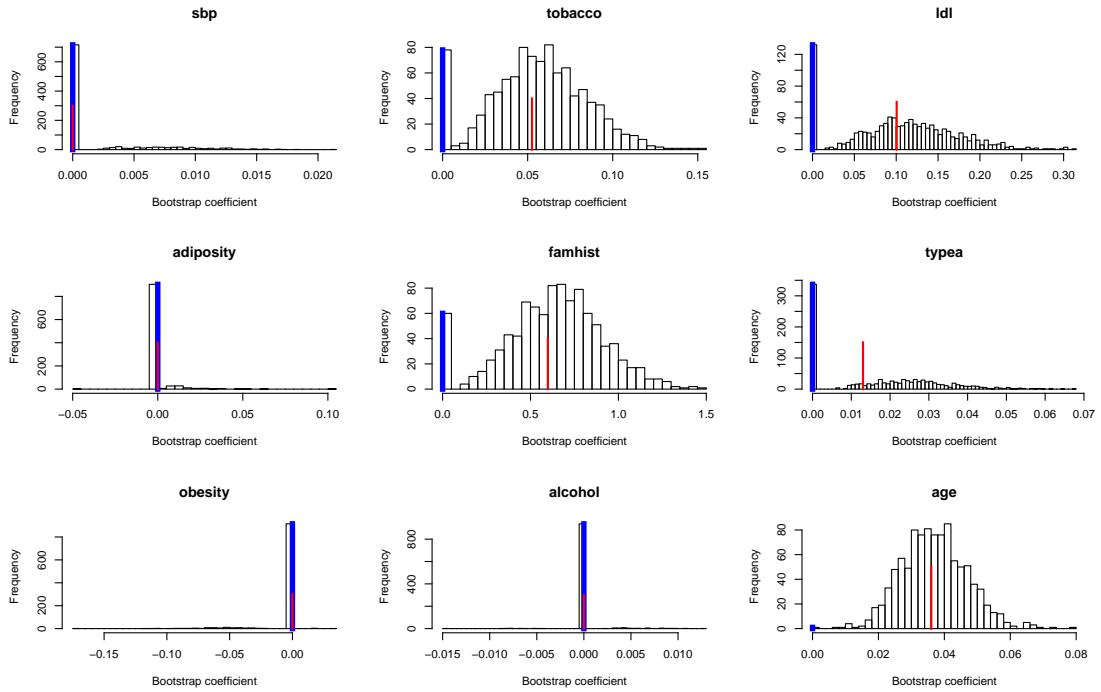 sbp
Frequency
0 200 400 600
0.000 0.005 0.010 0.015 0.020
Bootstrap coefficient
tobacco
Frequency
0 20 40 60 80
0.00 0.05 0.10 0.15
Bootstrap coefficient
ldl
Frequency
0 40 80 120
0.00 0.05 0.10 0.15 0.20 0.25 0.30
Bootstrap coefficient
adiposity
Frequency
0 200 600
−0.05 0.00 0.05 0.10
Bootstrap coefficient
famhist
Frequency
0 20 40 60 80
0.0 0.5 1.0 1.5
Bootstrap coefficient
typea
Frequency
0 50 100 200 300
0.00 0.01 0.02 0.03 0.04 0.05 0.06 0.07
Bootstrap coefficient
obesity
Frequency
0 200 600
−0.15 −0.10 −0.05 0.00
Bootstrap coefficient
alcohol
Frequency
0 400 800
−0.015 −0.010 −0.005 0.000 0.005 0.010
Bootstrap coefficient
age
Frequency
0 20 40 60 80
0.00 0.02 0.04 0.06 0.08
Bootstrap coefficient